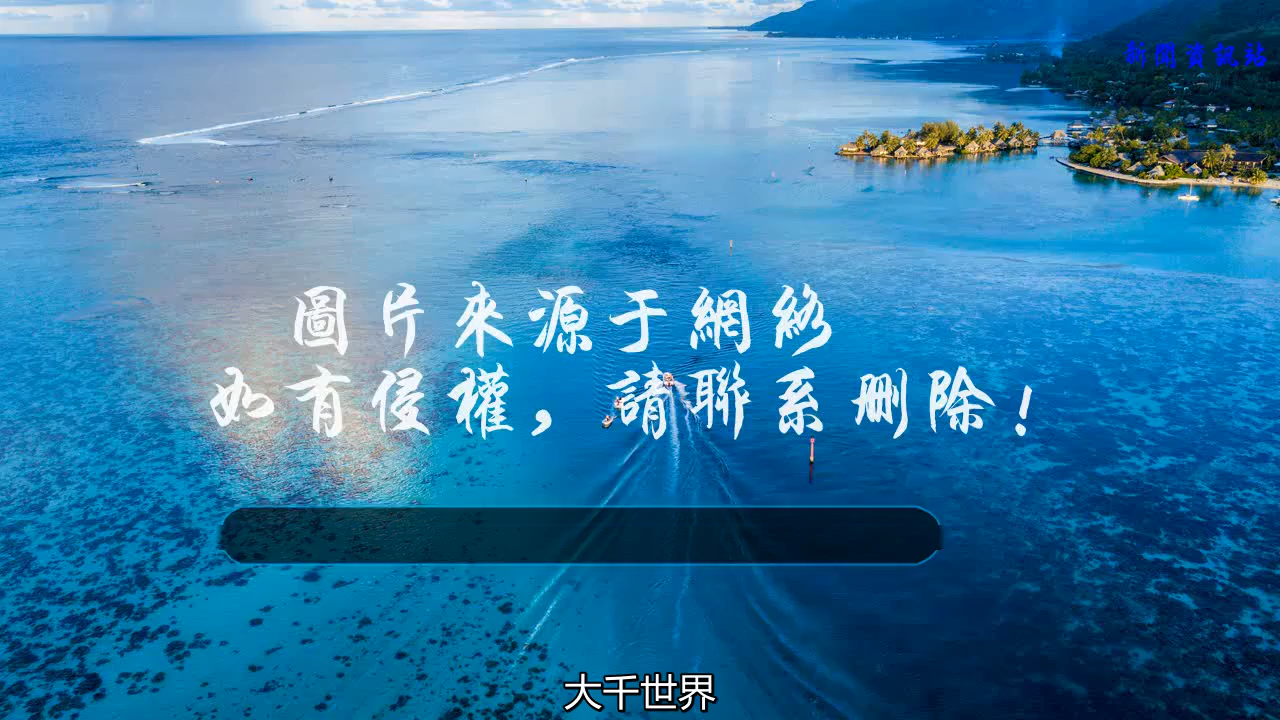 新聞資訊站
圖片來源于網絡
如有侵權，請聯系删除！
大千世界